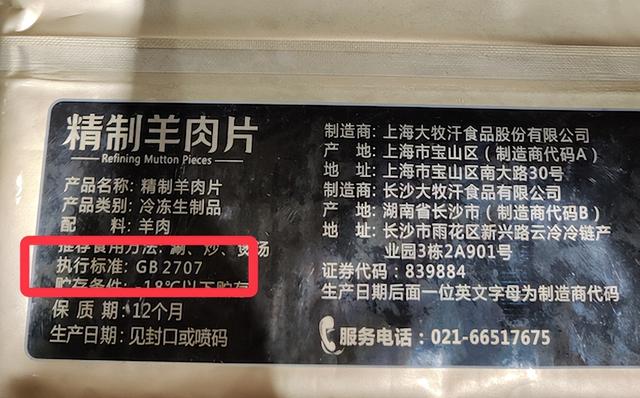 精制羊肉片
Refining Mutton Pieces
产品名称: 精制羊肉片
产品类别: 冷冻生制品
配 料: 羊肉
推荐食用方法: 涮、炒、煲汤
执行标准: GB 2707
贮存条件: -18℃以下贮存
保 质 期: 12个月
生产日期: 见封口或喷码
制造商: 上海大牧汗食品股份有限公司
产 地: 上海市宝山区（制造商代码A）
地 址: 上海市宝山区南大路30号
制造商: 长沙大牧汗食品有限公司
产 地: 湖南省长沙市（制造商代码B）
地 址: 长沙市雨花区新兴路云冷冷链产
业园3栋2A901号
证券代码: 839884
生产日期后面一位英文字母为制造商代码
服务电话: 021-66517675